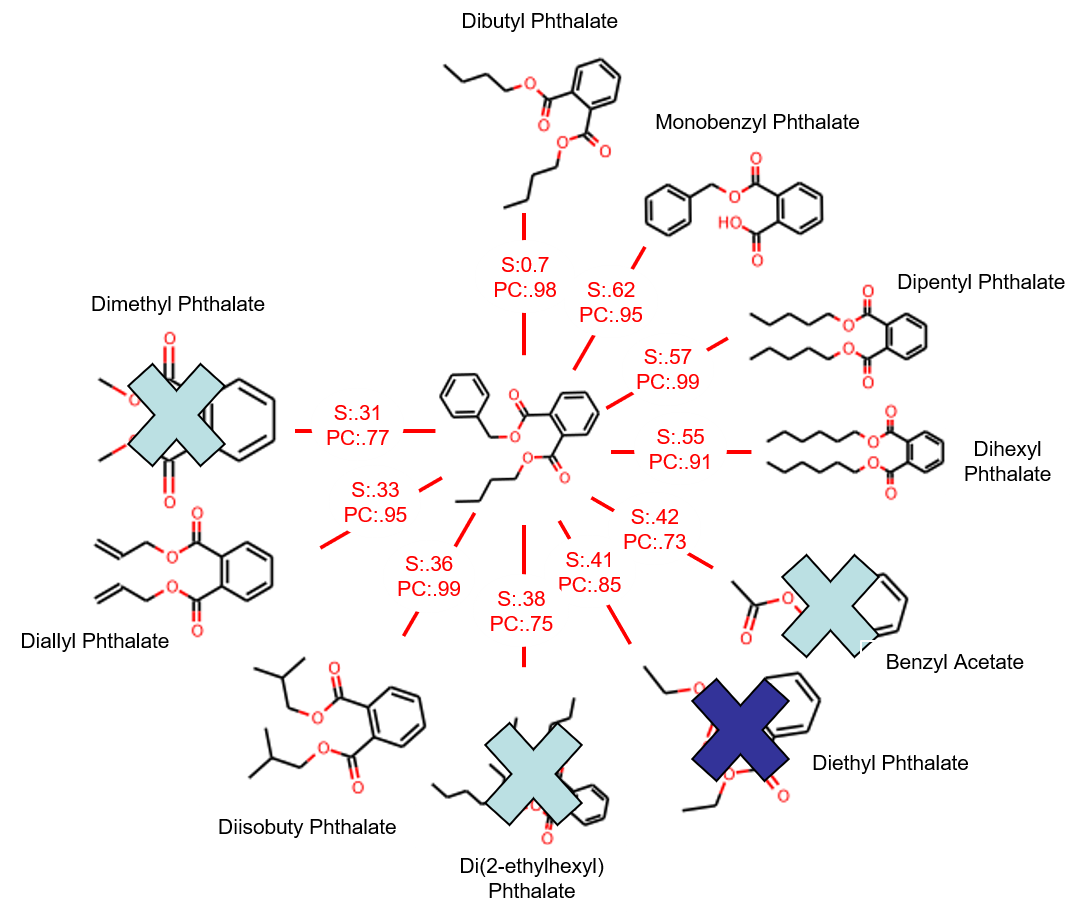 Dibutyl Phthalate
O
O
O
O
Monobenzyl Phthalate
O
O
HO
O
S:0.7
PC:.98
S:.62
PC:.95
Dipentyl Phthalate
O
O
O
O
Dimethyl Phthalate
O
O
O
O
S:.57
PC:.99
S:.31
PC:.77
O
O
O
O
S:.55
PC:.91
O
O
O
O
Dihexyl
Phthalate
S:.33
PC:.95
S:.42
PC:.73
O
O
O
O
Diallyl Phthalate
S:.36
PC:.99
S:.38
PC:.75
S:.41
PC:.85
O
O
Benzyl Acetate
O
O
O
O
Diisobuty Phthalate
O
O
Di(2-ethylhexyl)
Phthalate
O
O
O
Diethyl Phthalate